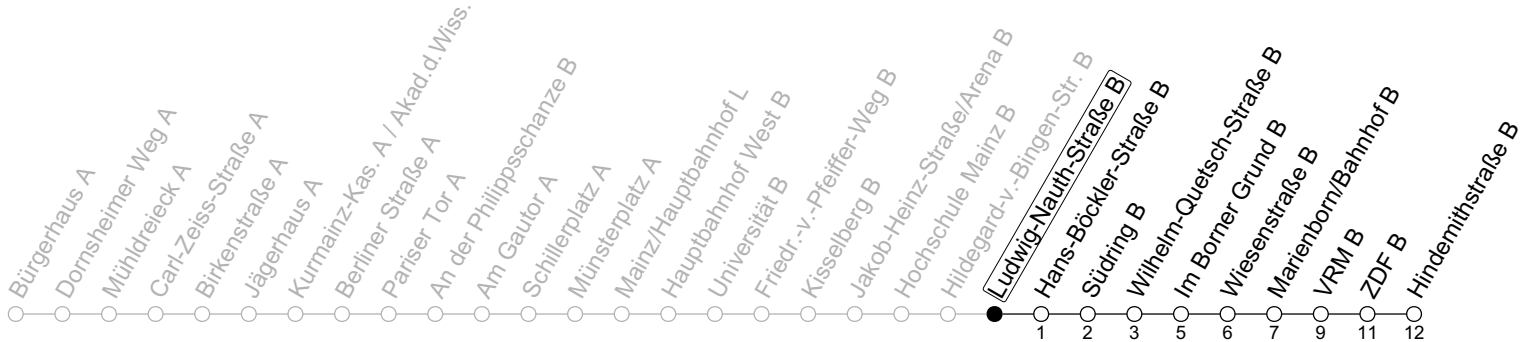 Bürgerhaus A
Dornsheimer Weg A
Mühldreieck A
Carl-Zeiss-Straße A
Birkenstraße A
Jägerhaus A
Kurmainz-Kas. A / Akad.d.Wiss.
Berliner Straße A
Pariser Tor A
An der Philippsschanze B
Am Gautor A
Schillerplatz A
Münsterplatz A
Mainz/Hauptbahnhof L
Hauptbahnhof West B
Universität B
Friedr.-v.-Pfeiffer-Weg B
Kisselberg B
Jakob-Heinz-Straße/Arena B
Hochschule Mainz B
Hildegard-v.-Bingen-Str. B
Ludwig-Nauth-Straße B
Hans-Böckler-Straße B
Südring B
Wilhelm-Quetsch-Straße B
Im Borner Grund B
Wiesenstraße B
Marienborn/Bahnhof B
VRM B
ZDF B
Hindemithstraße B
1 2 3 5 6 7 9 11 12